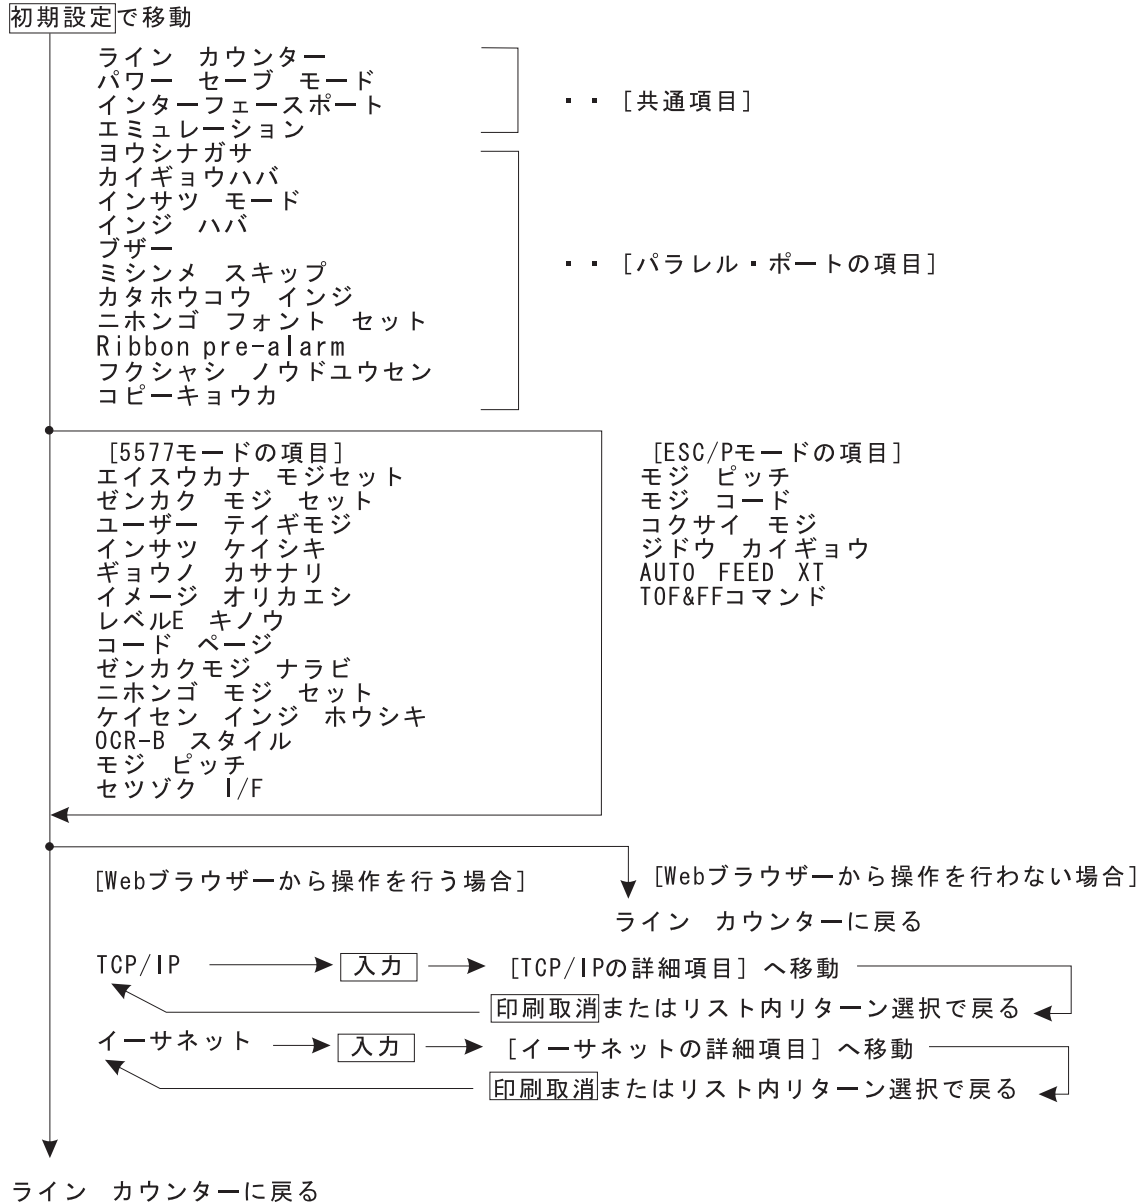 初期設定で移動
ライン　カウンター
パワー　セーブ　モード
インターフェースポート
・・［共通項目］
エミュレーション
ヨウシナガサ
カイギョウハバ
インサツ　モード
インジ　ハバ
ブザー
・・［パラレル・ポートの項目］
ミシンメ　スキップ
カタホウコウ　インジ
ニホンゴ　フォント　セット
Ribbon pre-alarm
フクシャシ　ノウドユウセン
コピーキョウカ
［5577モードの項目］
エイスウカナ　モジセット
ゼンカク　モジ　セット
ユーザー　テイギモジ
インサツ　ケイシキ
ギョウノ　カサナリ
イメージ　オリカエシ
レベルE　キノウ
コード　ページ
ゼンカクモジ　ナラビ
ニホンゴ　モジ　セット
ケイセン　インジ　ホウシキ
OCR-B　スタイル
モジ　ピッチ
セツゾク　I/F
［ESC/Pモードの項目］
モジ　ピッチ
モジ　コード
コクサイ　モジ
ジドウ　カイギョウ
AUTO　FEED　XT
TOF&FFコマンド
［Webブラウザーから操作を行う場合］
［Webブラウザーから操作を行わない場合］
ライン　カウンターに戻る
TCP/IP　入力　［TCP/IPの詳細項目］へ移動
印刷取消またはリスト内リターン選択で戻る
イーサネット　入力　［イーサネットの詳細項目］へ移動
印刷取消またはリスト内リターン選択で戻る
ライン　カウンターに戻る